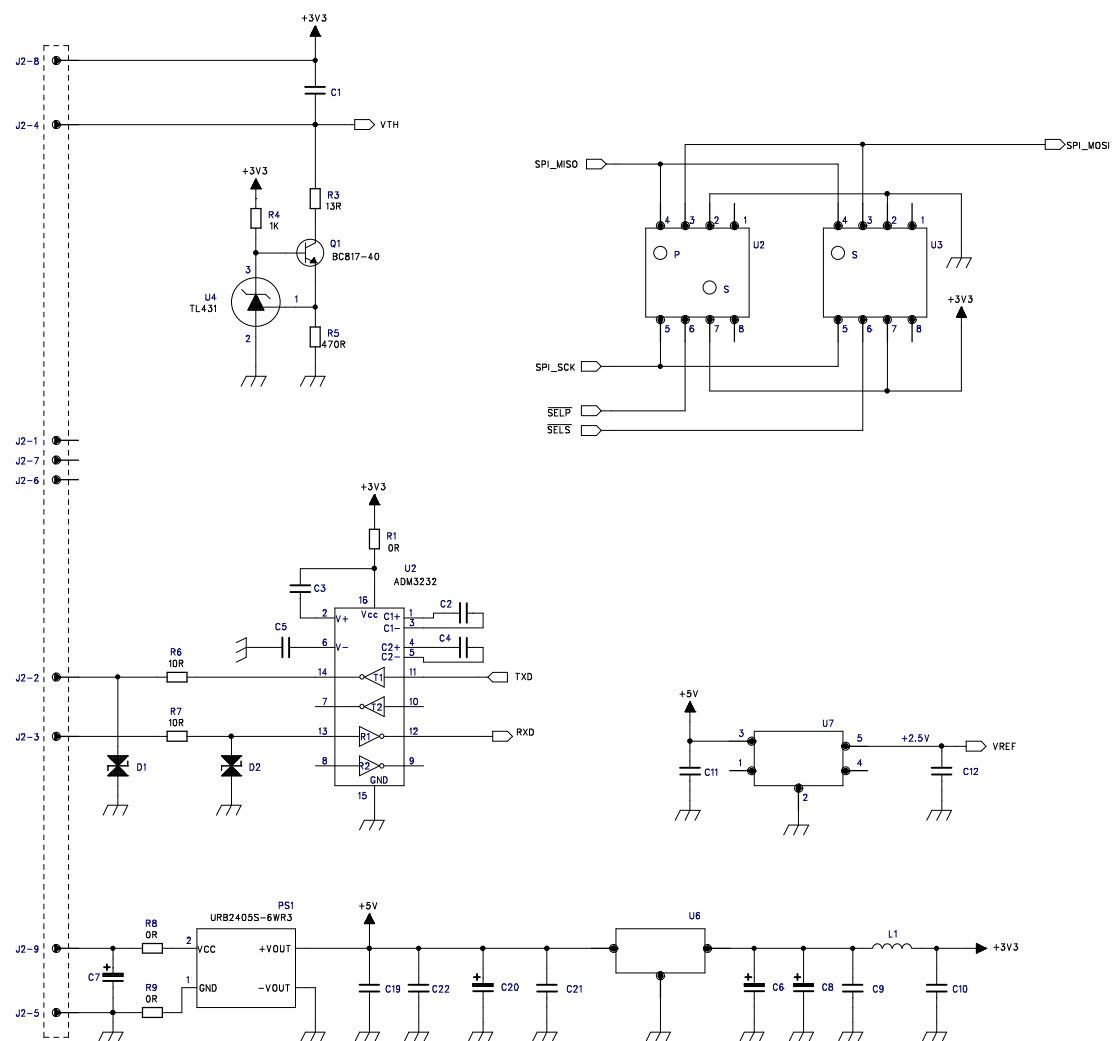 +3V3
J2-8
C1
J2-4
VTH
SPI_MISO
SPI_MOSI
+3V3
R4
1K
R3
13R
Q1
BC817-40
3
U4
TL431
1
2
R5
470R
4
3
2
1
U2
P
S
5
6
7
8
4
3
2
1
U3
S
5
6
7
8
+3V3
SPI_SCK
SELP
SELS
J2-1
J2-7
J2-6
+3V3
R1
0R
U2
ADM3232
C3
16
Vcc
2
V+
C1+
1
C1-
3
C2
C5
6
V-
C2+
4
C2-
5
C4
R6
10R
J2-2
14
T1
11
TXD
7
T2
10
R7
10R
J2-3
13
R1
12
RXD
8
R2
9
D1
D2
GND
15
+5V
U7
3
5
+2.5V
VREF
C11
1
4
C12
2
PS1
URB2405S-6WR3
+5V
U6
R8
0R
J2-9
2
VCC
+VOUT
L1
+3V3
+
C7
R9
0R
1
GND
-VOUT
C19
C22
+
C20
C21
+
C6
+
C8
C9
C10
J2-5